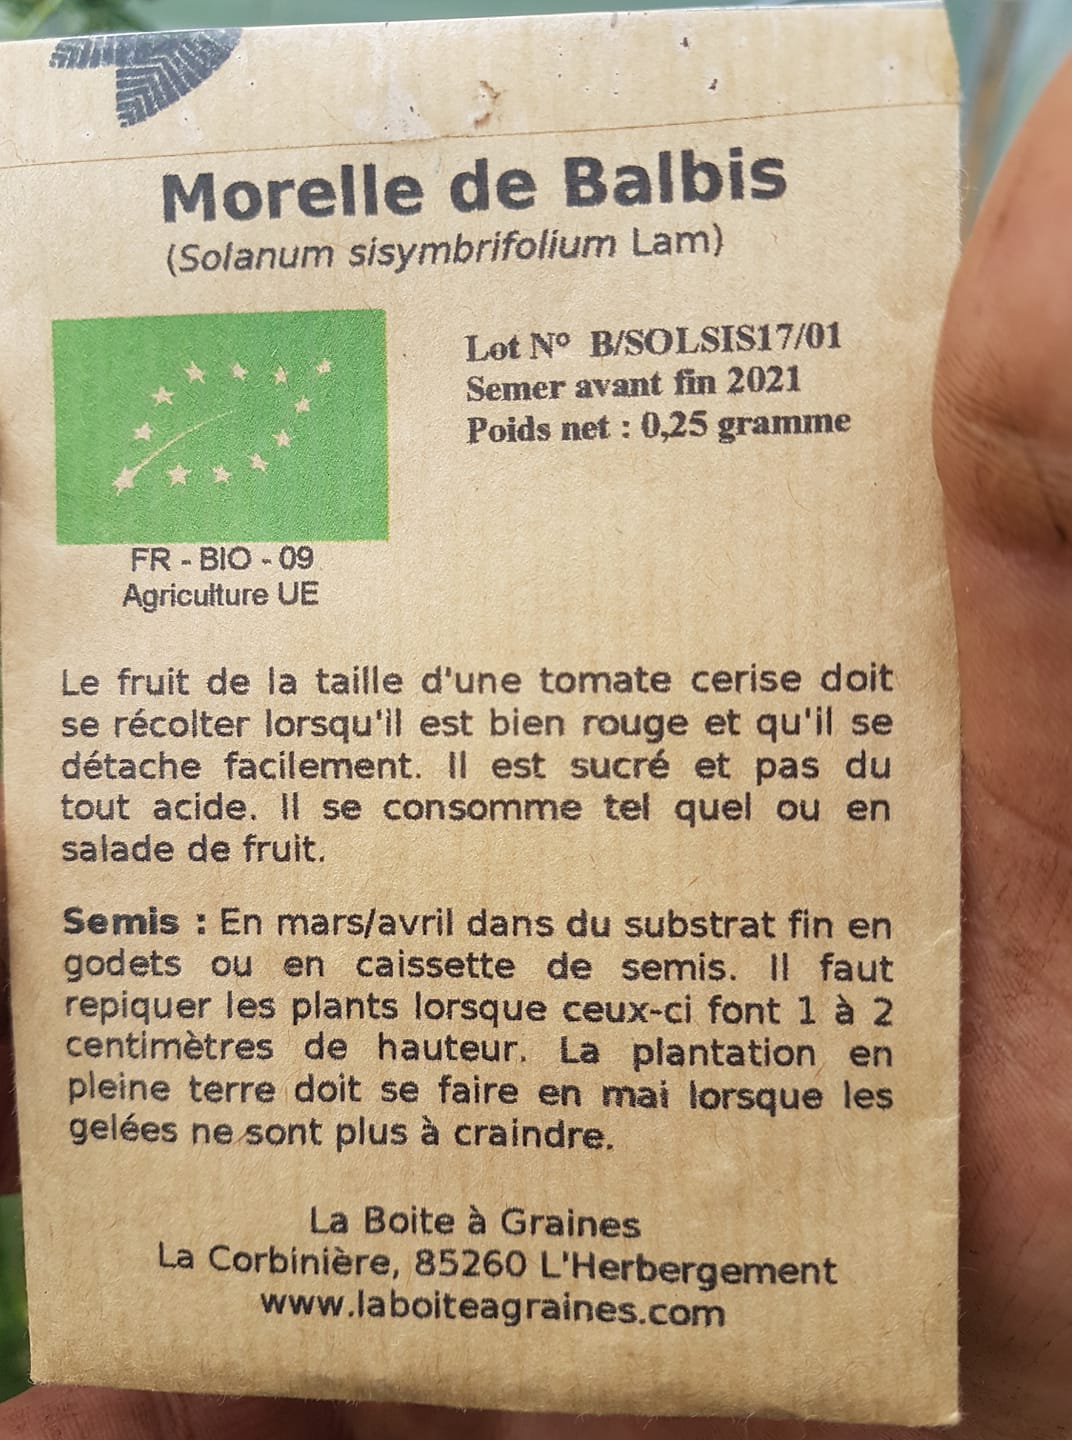 Morelle de Balbis
(Solanum sisymbrifolium Lam)
Lot N° B/SOLSIS17/01
Semer avant fin 2021
Poids net : 0,25 gramme
FR - BIO - 09
Agriculture UE
Le fruit de la taille d'une tomate cerise doit
se récolter lorsqu'il est bien rouge et qu'il se
détache facilement. Il est sucré et pas du
tout acide. Il se consomme tel quel ou en
salade de fruit.
Semis : En mars/avril dans du substrat fin en
godets ou en caissette de semis. Il faut
repiquer les plants lorsque ceux-ci font 1 à 2
centimètres de hauteur. La plantation en
pleine terre doit se faire en mai lorsque les
gelées ne sont plus à craindre.
La Boite à Graines
La Corbinière, 85260 L'Herbergement
www.laboiteagraines.com